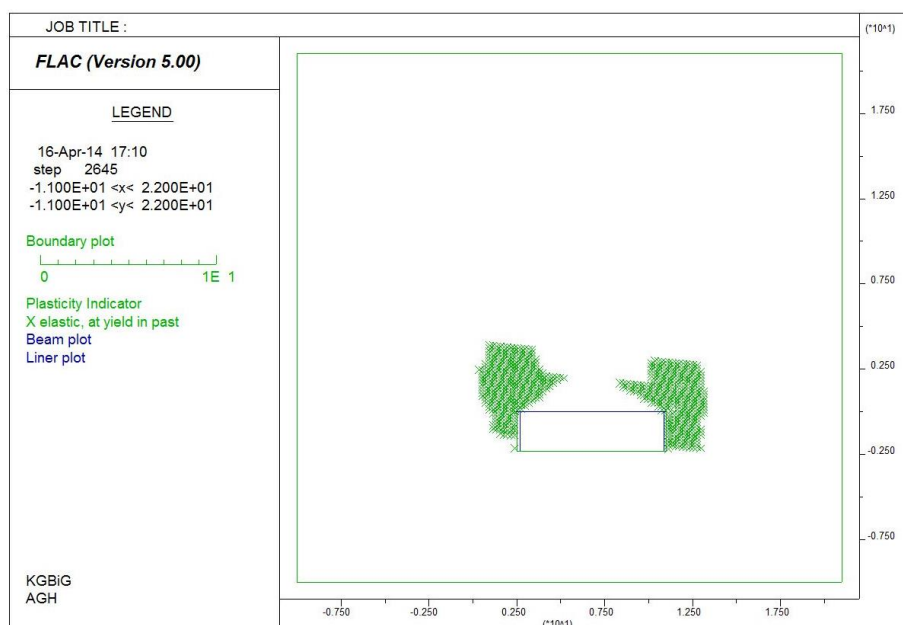 JOB TITLE :
FLAC (Version 5.00)
LEGEND
16-Apr-14 17:10
step 2645
-1.100E+01 <x< 2.200E+01
-1.100E+01 <y< 2.200E+01
Boundary plot
0 1E 1
Plasticity Indicator
X elastic, at yield in past
Beam plot
Liner plot
KGBiG
AGH
(*10^1)
1.750
1.250
0.750
0.250
-0.250
-0.750
-0.750 -0.250 0.250 0.750 1.250 1.750
(*10^1)